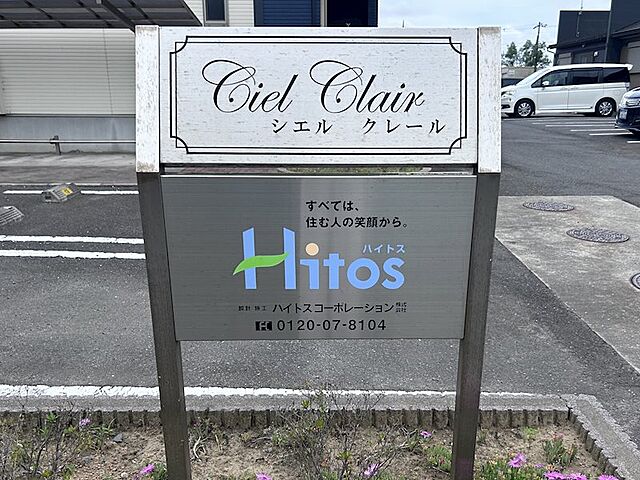 Ciel Clair
シエル クレール
すべては、
住む人の笑顔から。
ハイトス
Hitos
設計・施工 ハイトスコーポレーション株式会社
0120-07-8104